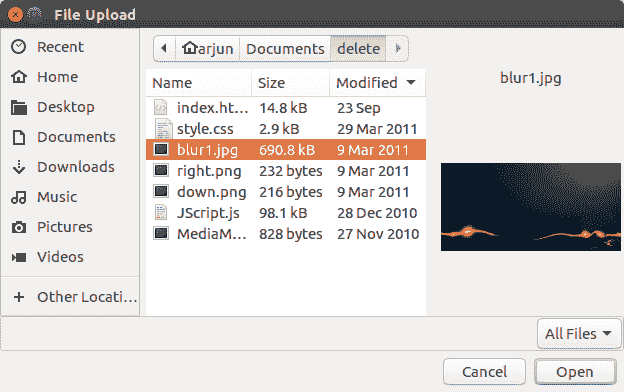 File Upload
Recent
Home
Desktop
Documents
Downloads
Music
Pictures
Videos
Other Locati...
arjun Documents delete
Name Size Modified
index.ht... 14.8 kB 23 Sep
style.css 2.9 kB 29 Mar 2011
blur1.jpg 690.8 kB 9 Mar 2011
right.png 232 bytes 9 Mar 2011
down.png 216 bytes 9 Mar 2011
JScript.js 98.1 kB 28 Dec 2010
MediaM... 828 bytes 27 Nov 2010
blur1.jpg
All Files
Cancel Open